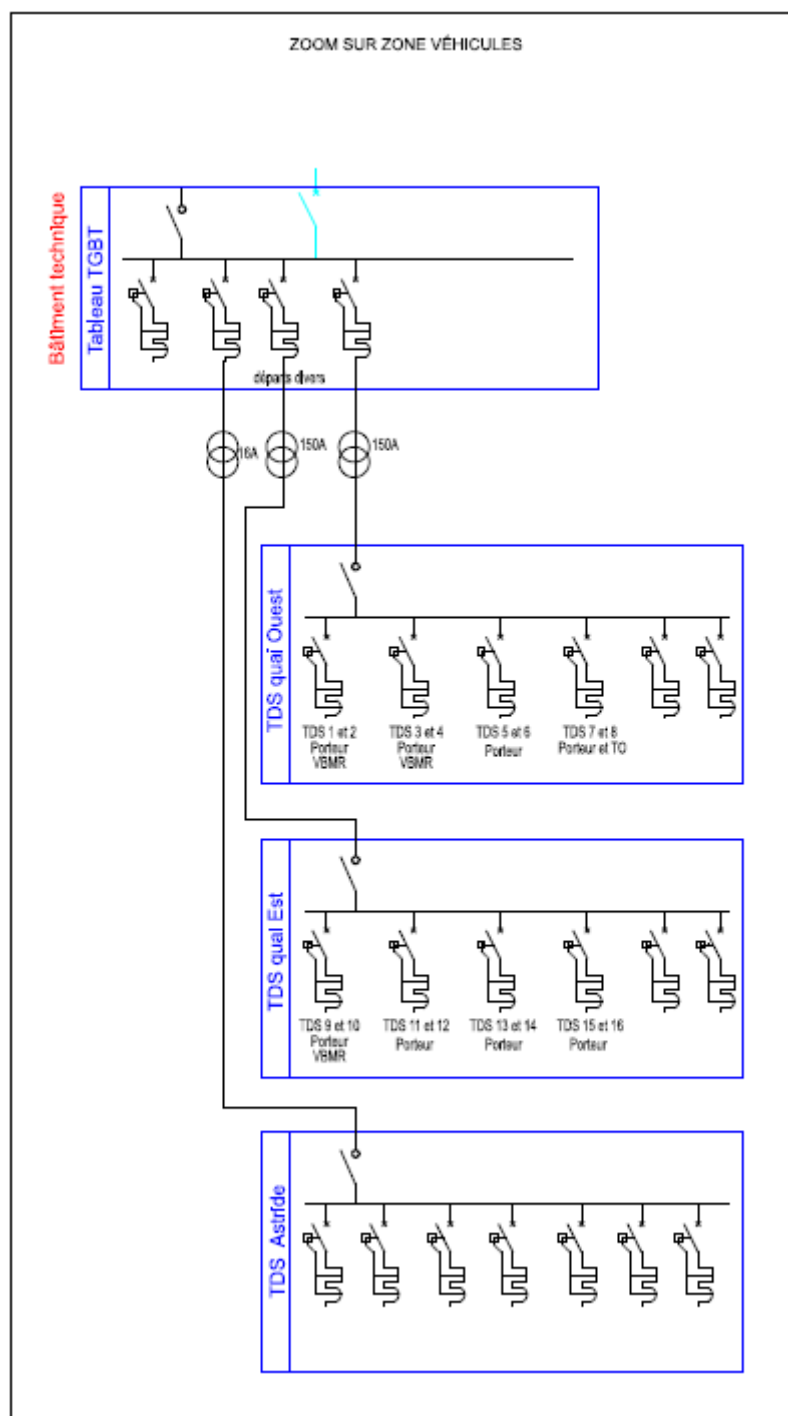 ZOOM SUR ZONE VÉHICULES
Bâtiment technique
Tableau TGBT
départs divers
16A
150A
150A
TDS quai Ouest
TDS 1 et 2
Porteur
VBMR
TDS 3 et 4
Porteur
VBMR
TDS 5 et 6
Porteur
TDS 7 et 8
Porteur et TO
TDS quai Est
TDS 9 et 10
Porteur
VBMR
TDS 11 et 12
Porteur
TDS 13 et 14
Porteur
TDS 15 et 16
Porteur
TDS Astride